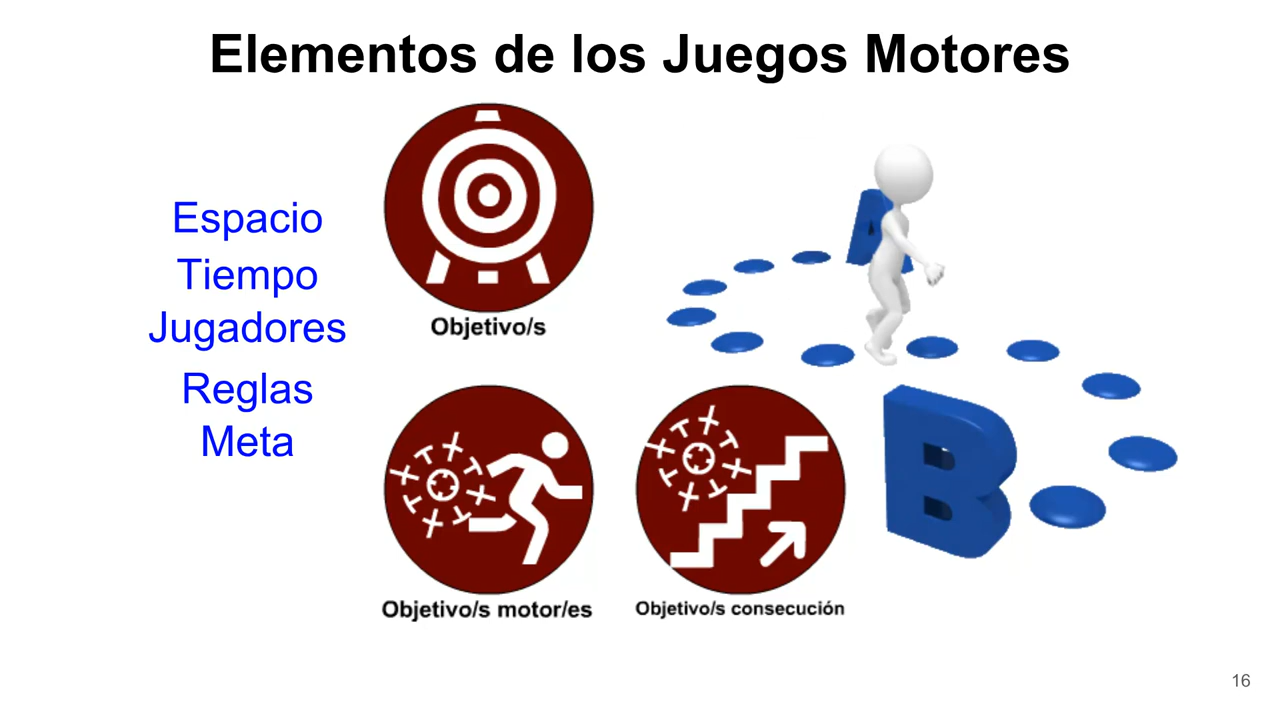 Elementos de los Juegos Motores
Espacio
Tiempo
Jugadores
Reglas
Meta
Objetivo/s
Objetivo/s motor/es
Objetivo/s consecución
A
B
16